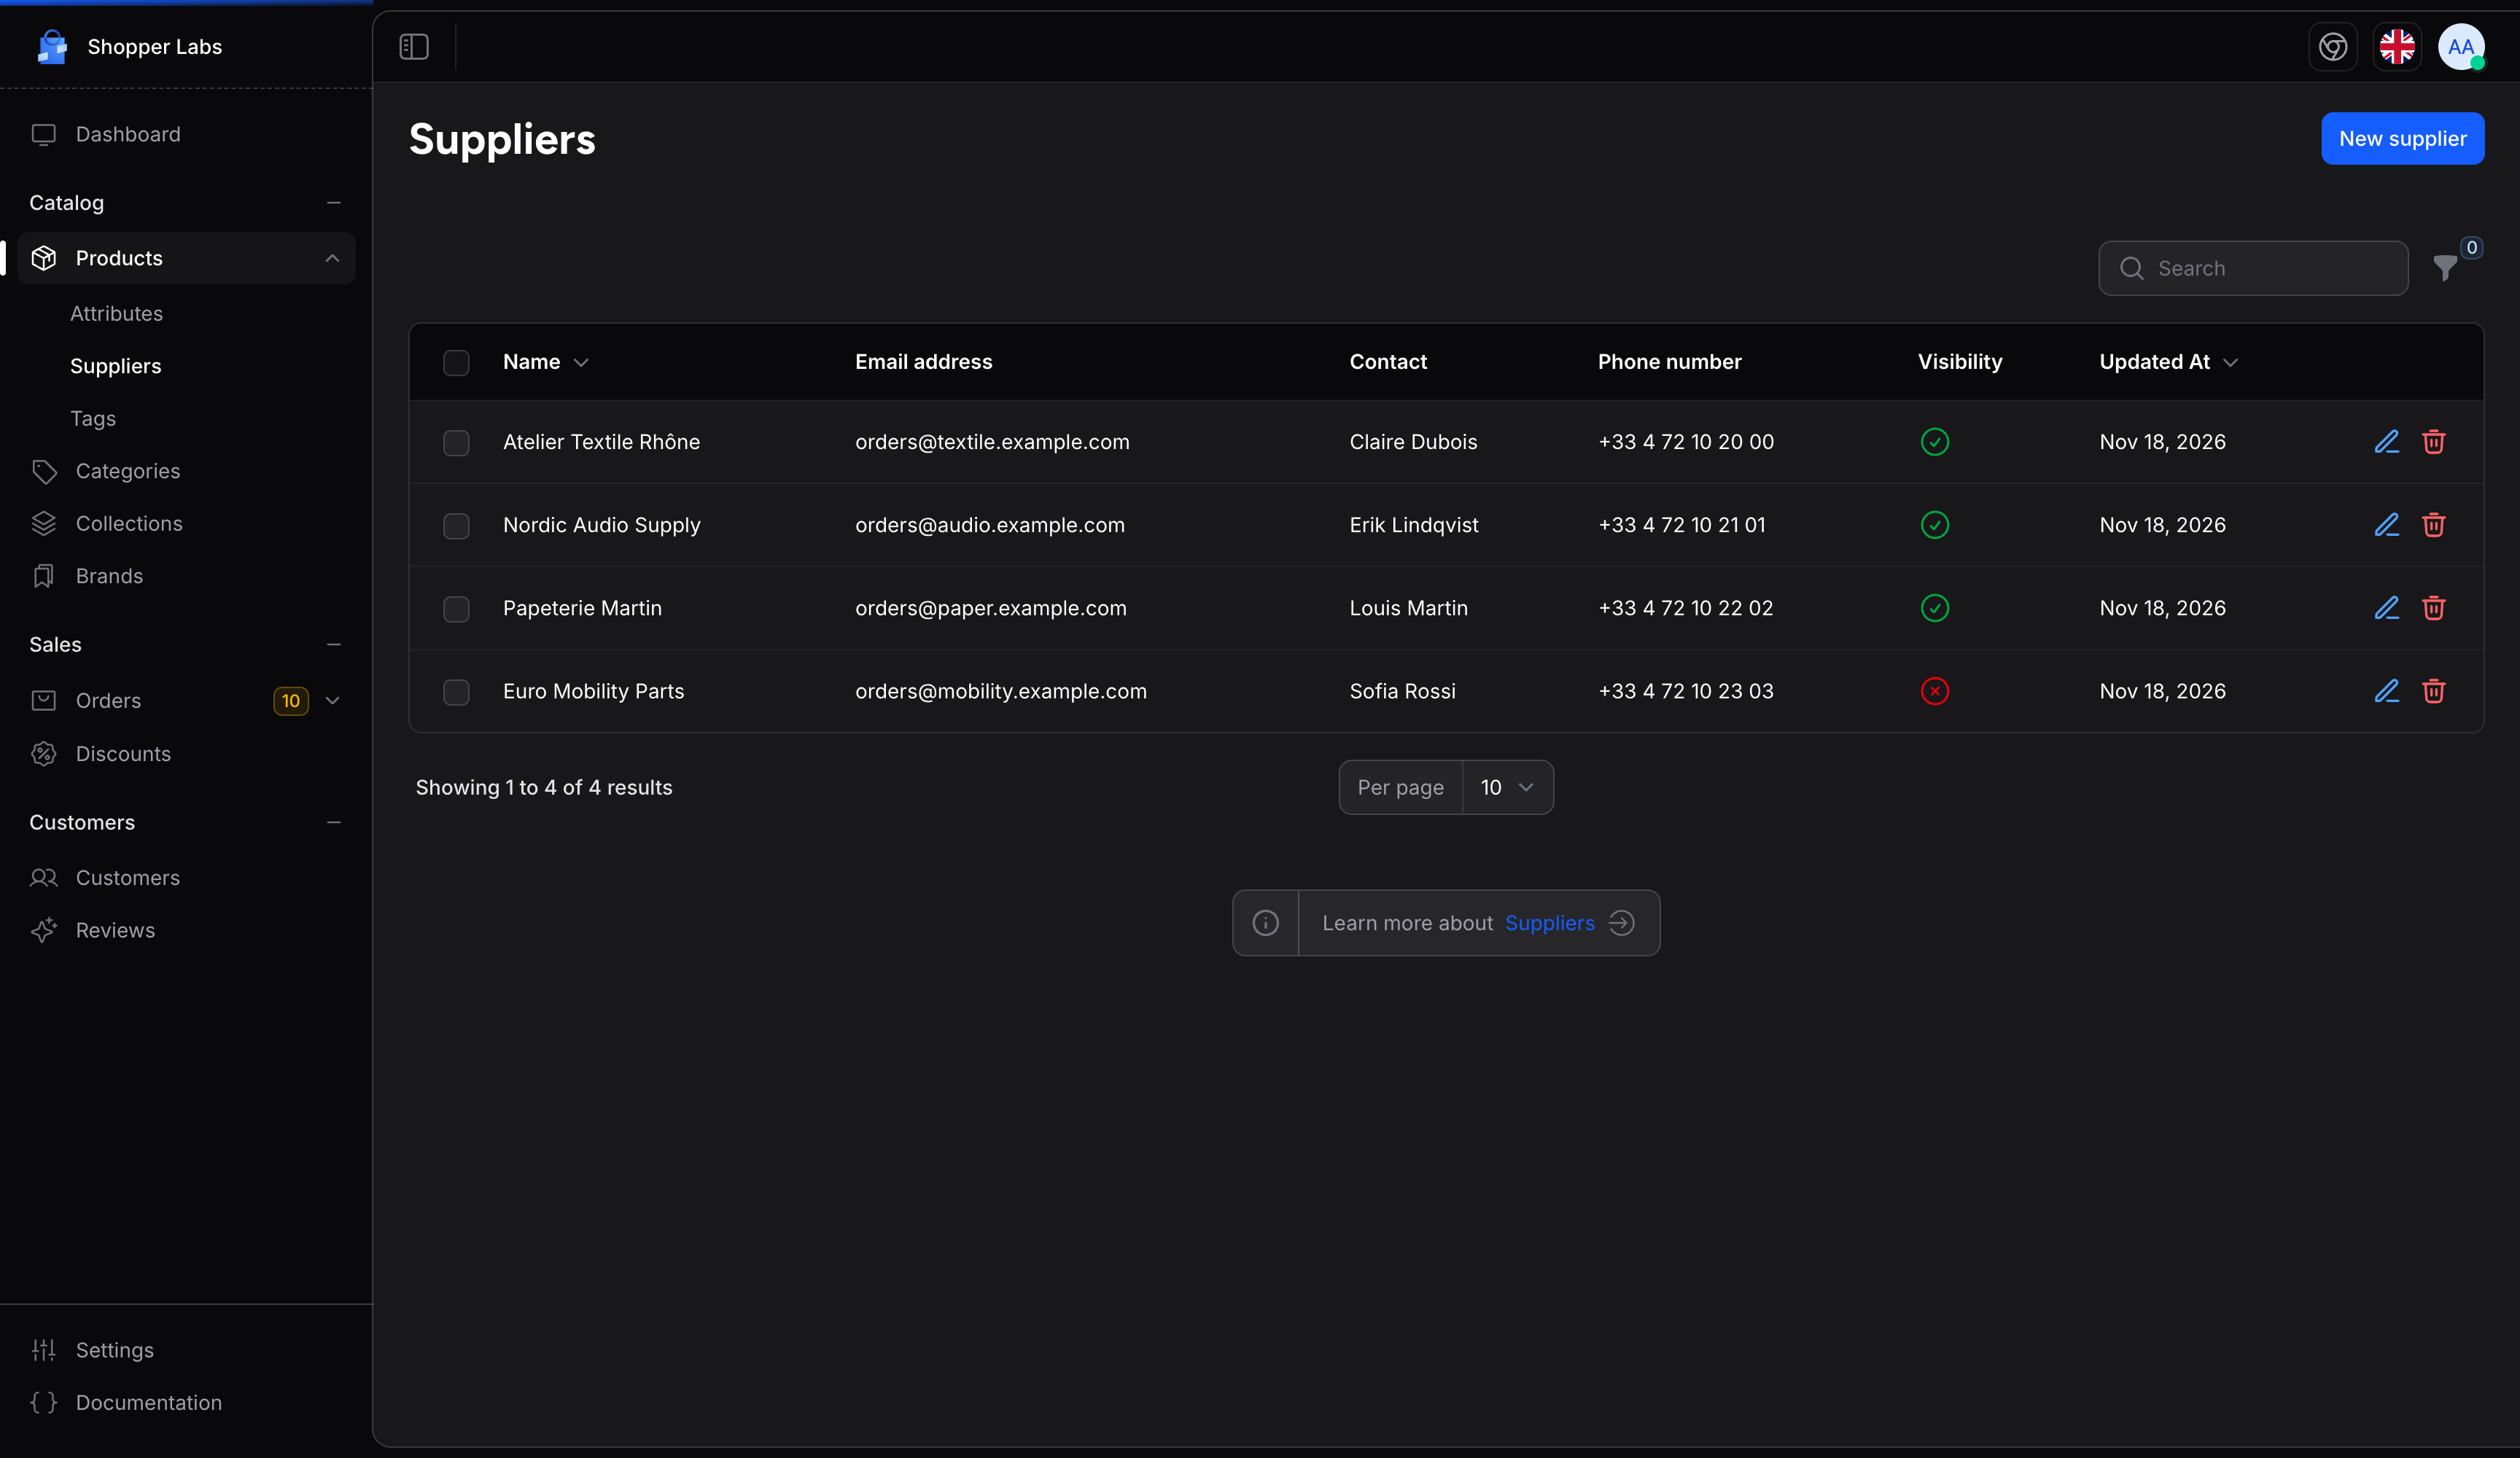 Shopper Labs
AA
Dashboard
Catalog
Products
Attributes
Suppliers
Tags
Categories
Collections
Brands
Sales
Orders 10
Discounts
Customers
Customers
Reviews
Settings
Documentation
Suppliers
New supplier
Search
0
Name Email address Contact Phone number Visibility Updated At
Atelier Textile Rhône orders@textile.example.com Claire Dubois +33 4 72 10 20 00 Nov 18, 2026
Nordic Audio Supply orders@audio.example.com Erik Lindqvist +33 4 72 10 21 01 Nov 18, 2026
Papeterie Martin orders@paper.example.com Louis Martin +33 4 72 10 22 02 Nov 18, 2026
Euro Mobility Parts orders@mobility.example.com Sofia Rossi +33 4 72 10 23 03 Nov 18, 2026
Showing 1 to 4 of 4 results
Per page 10
Learn more about Suppliers